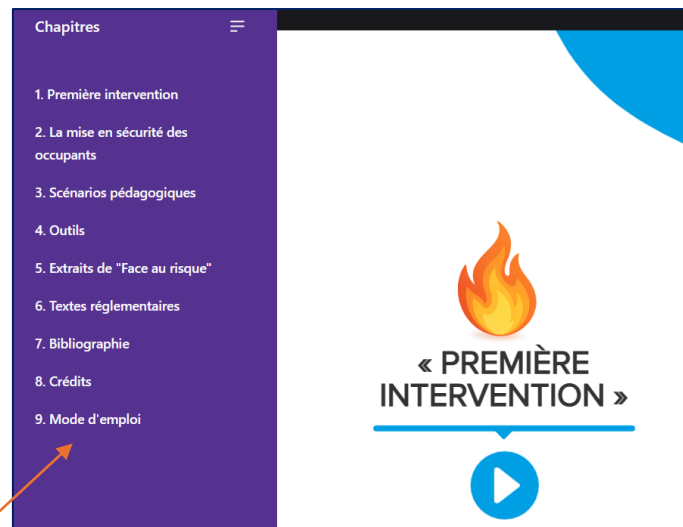 Chapitres
1. Première intervention
2. La mise en sécurité des
occupants
3. Scénarios pédagogiques
4. Outils
5. Extraits de "Face au risque"
6. Textes réglementaires
7. Bibliographie
8. Crédits
9. Mode d'emploi
« PREMIÈRE
INTERVENTION »